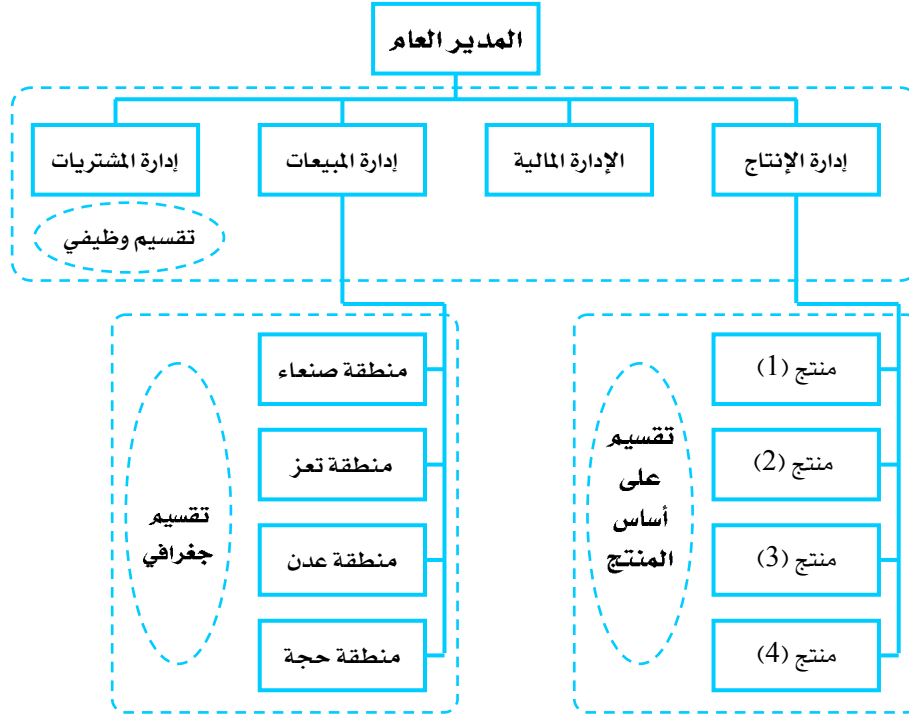 المدير العام
إدارة الإنتاج
الإدارة المالية
إدارة المبيعات
إدارة المشتريات
تقسيم وظيفي
منتج (1)
منتج (2)
منتج (3)
منتج (4)
تقسيم
على
أساس
المنتج
منطقة صنعاء
منطقة تعز
منطقة عدن
منطقة حجة
تقسيم
جغرافي